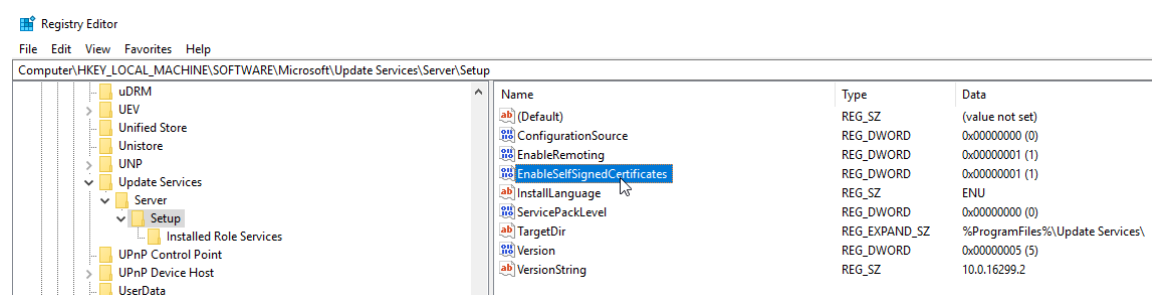 Registry Editor
File Edit View Favorites Help
Computer\HKEY_LOCAL_MACHINE\SOFTWARE\Microsoft\Update Services\Server\Setup
uDRM
UEV
Unified Store
Unistore
UNP
Update Services
Server
Setup
Installed Role Services
UPnP Control Point
UPnP Device Host
UserData
Name Type Data
(Default) REG_SZ (value not set)
ConfigurationSource REG_DWORD 0x00000000 (0)
EnableRemoting REG_DWORD 0x00000001 (1)
EnableSelfSignedCertificates REG_DWORD 0x00000001 (1)
InstallLanguage REG_SZ ENU
ServicePackLevel REG_DWORD 0x00000000 (0)
TargetDir REG_EXPAND_SZ %ProgramFiles%\Update Services\
Version REG_DWORD 0x00000005 (5)
VersionString REG_SZ 10.0.16299.2